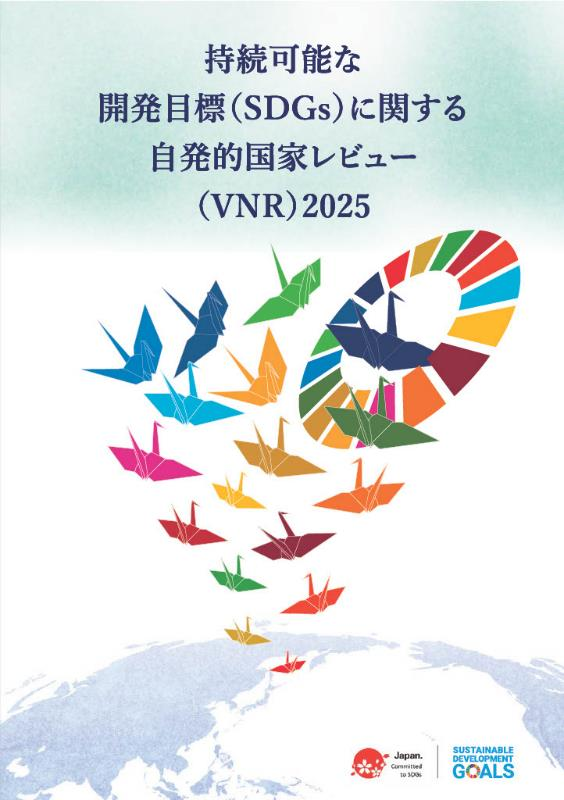 持続可能な
開発目標（SDGs）に関する
自発的国家レビュー
（VNR）2025
Japan.
Committed
to SDGs
SUSTAINABLE
DEVELOPMENT
GOALS